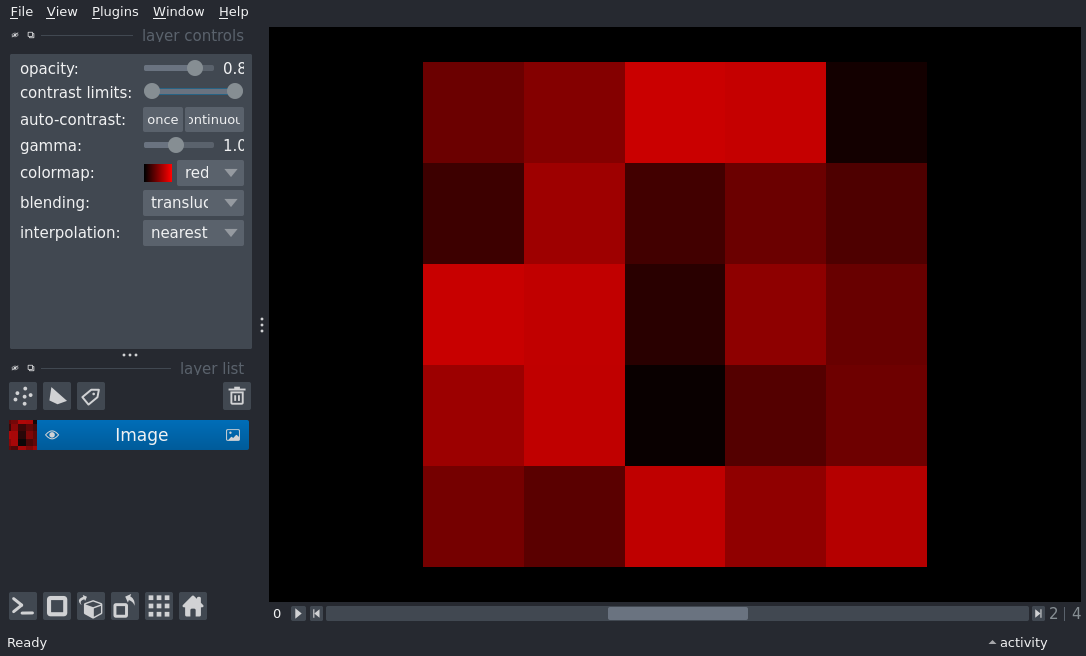 File View Plugins Window Help
layer controls
opacity: 0.8
contrast limits:
auto-contrast: once ontinuou
gamma: 1.0
colormap: red
blending: transluc
interpolation: nearest
layer list
Image
0 2 | 4
Ready activity